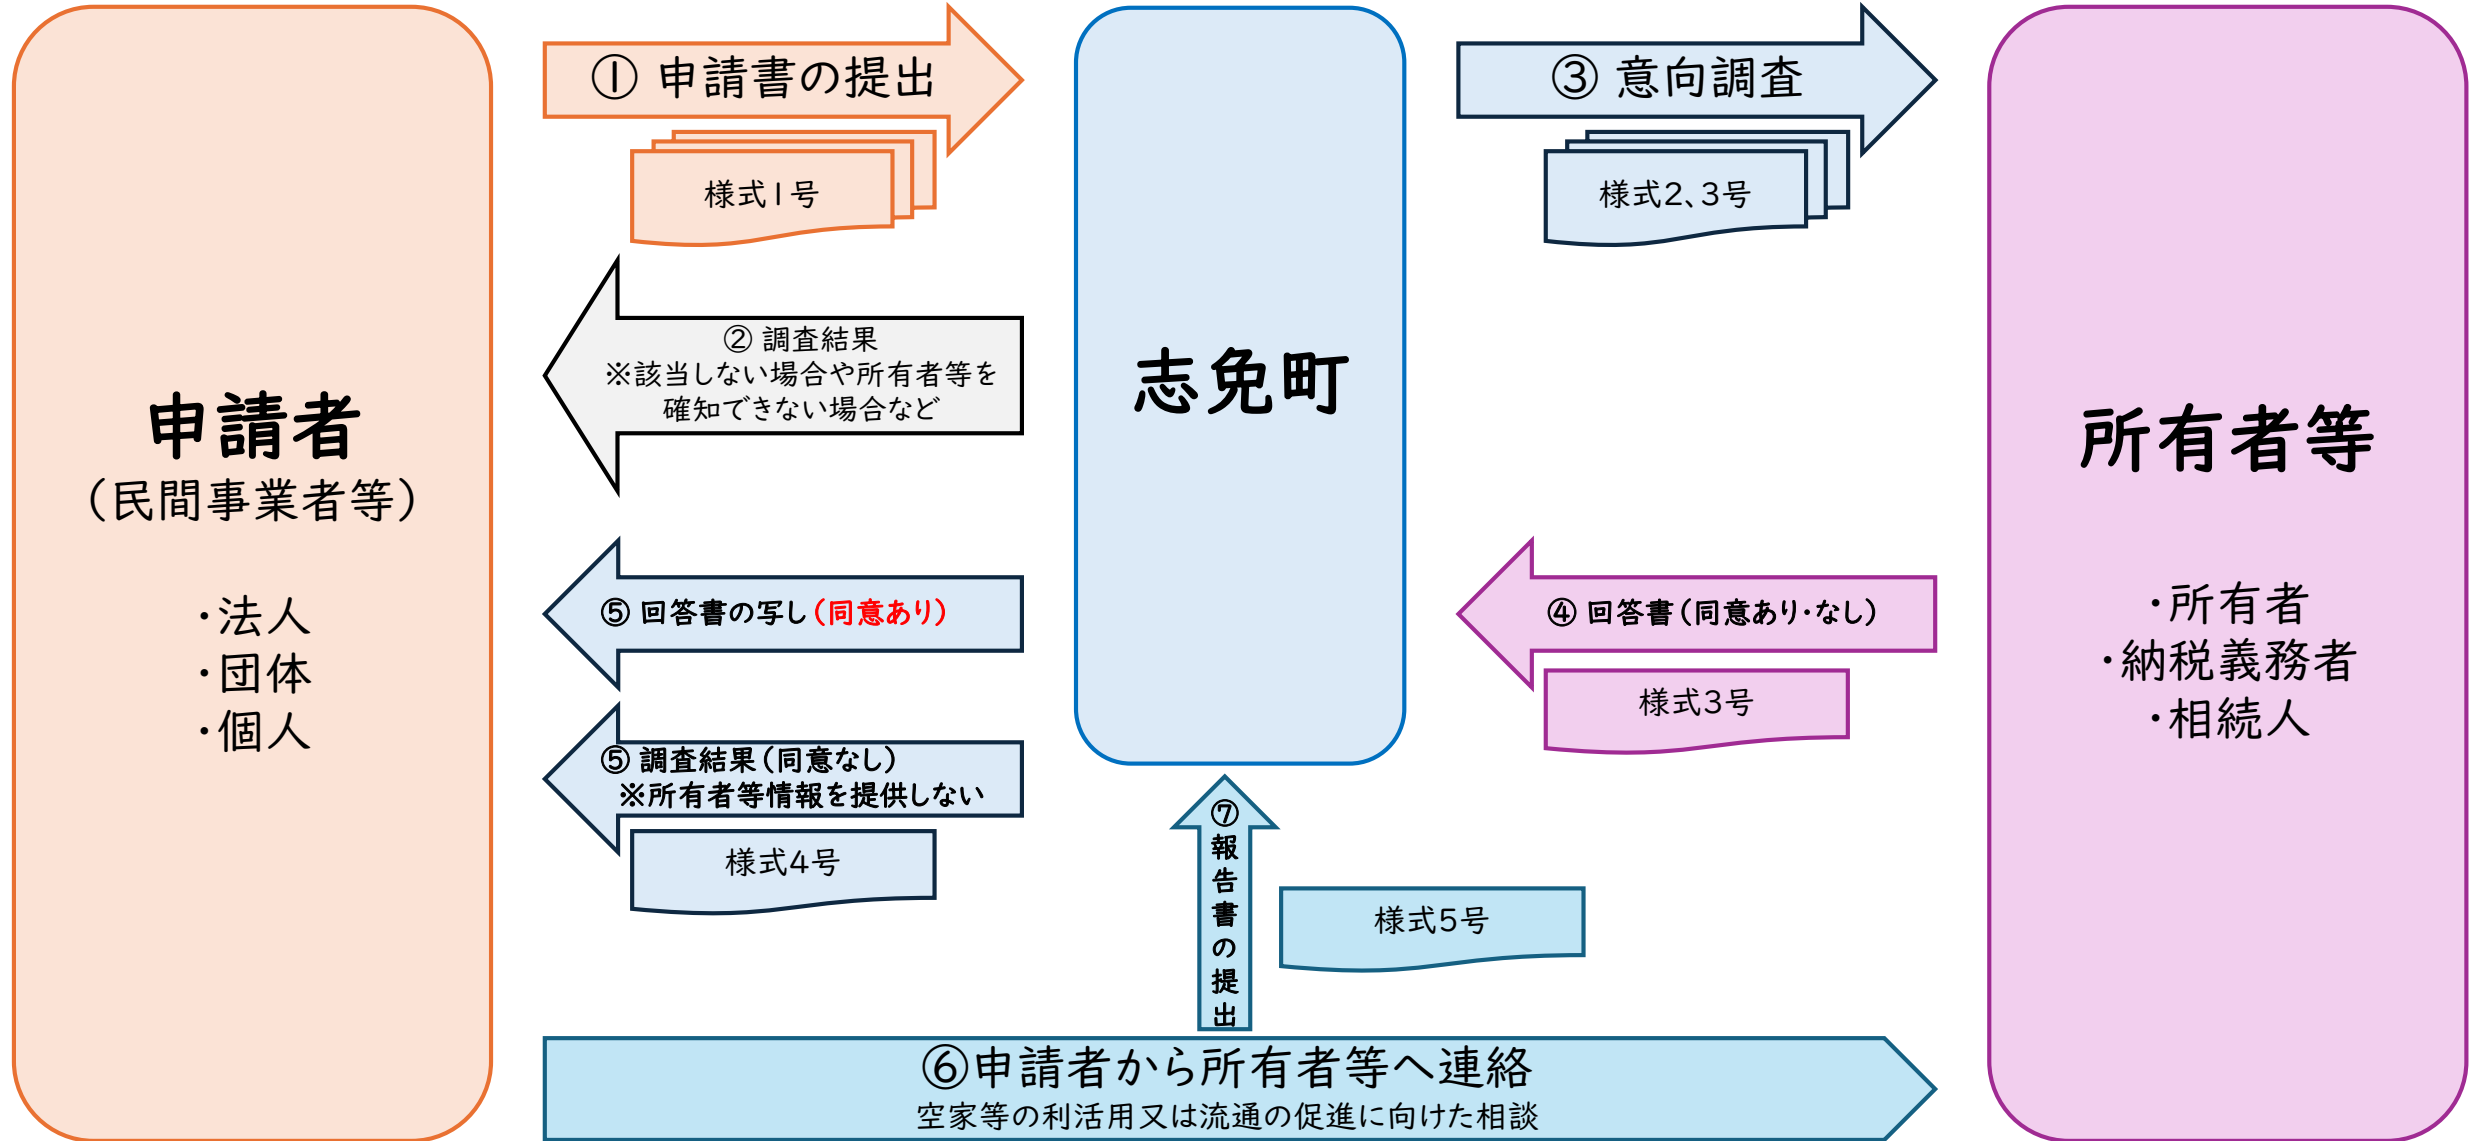 申請者
（民間事業者等）
・法人
・団体
・個人
① 申請書の提出
様式1号
② 調査結果
※該当しない場合や所有者等を
確知できない場合など
⑤ 回答書の写し（同意あり）
⑤ 調査結果（同意なし）
※所有者等情報を提供しない
様式4号
志免町
③ 意向調査
様式2、3号
④ 回答書（同意あり・なし）
様式3号
所有者等
・所有者
・納税義務者
・相続人
⑦報告書の提出
様式5号
⑥申請者から所有者等へ連絡
空家等の利活用又は流通の促進に向けた相談